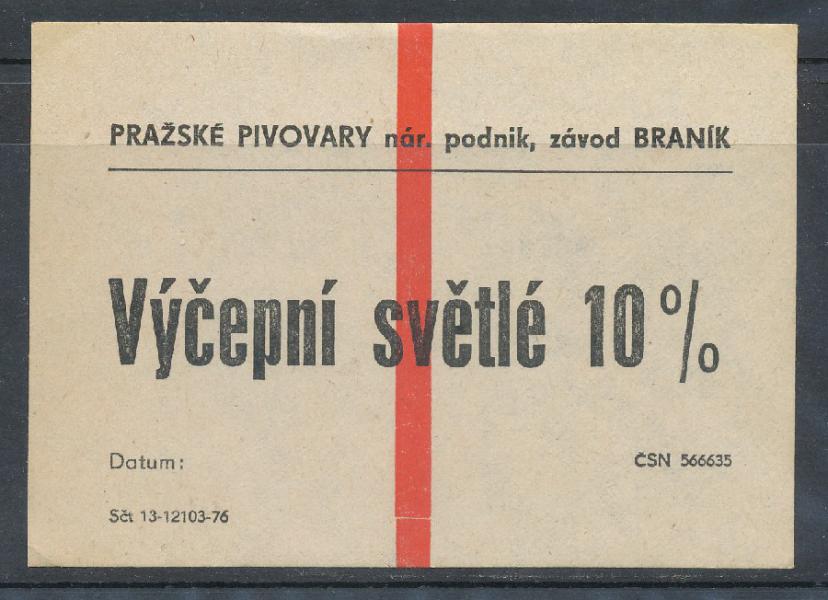 PRAŽSKÉ PIVOVARY nár. podnik, závod BRANÍK
Výčepní světlé 10%
Datum:
ČSN 566635
Sčt 13-12103-76